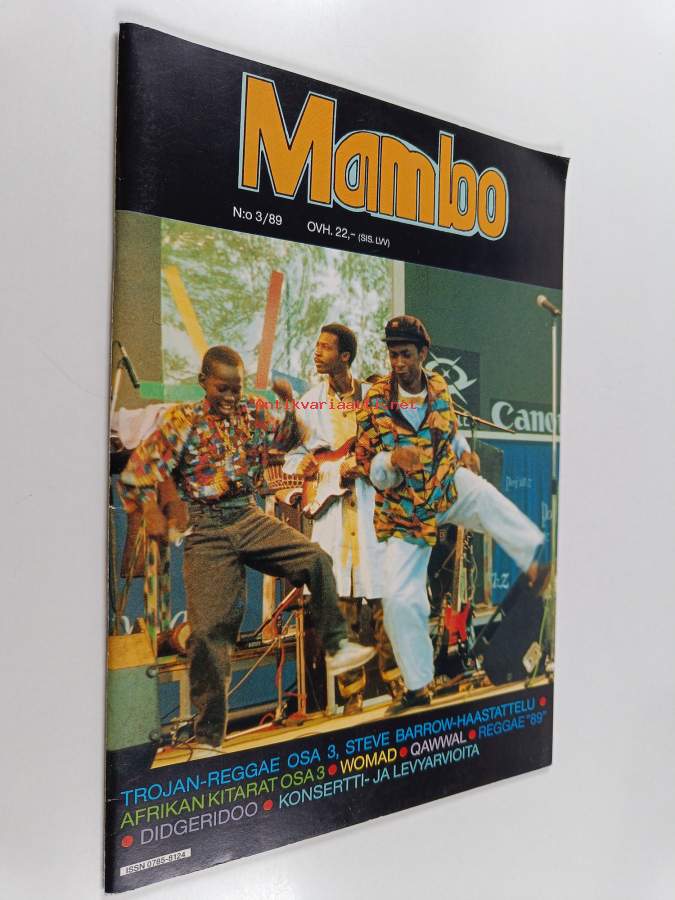 Mambo
N:o 3/89 OVH. 22,- (SIS. LVV)
Antikvariaatti.net
Canon
TROJAN-REGGAE OSA 3, STEVE BARROW-HAASTATTELU •
AFRIKAN KITARAT OSA 3 • WOMAD • QAWWAL • REGGAE "89"
• DIDGERIDOO • KONSERTTI- JA LEVYARVIOITA
ISSN 0785-9124